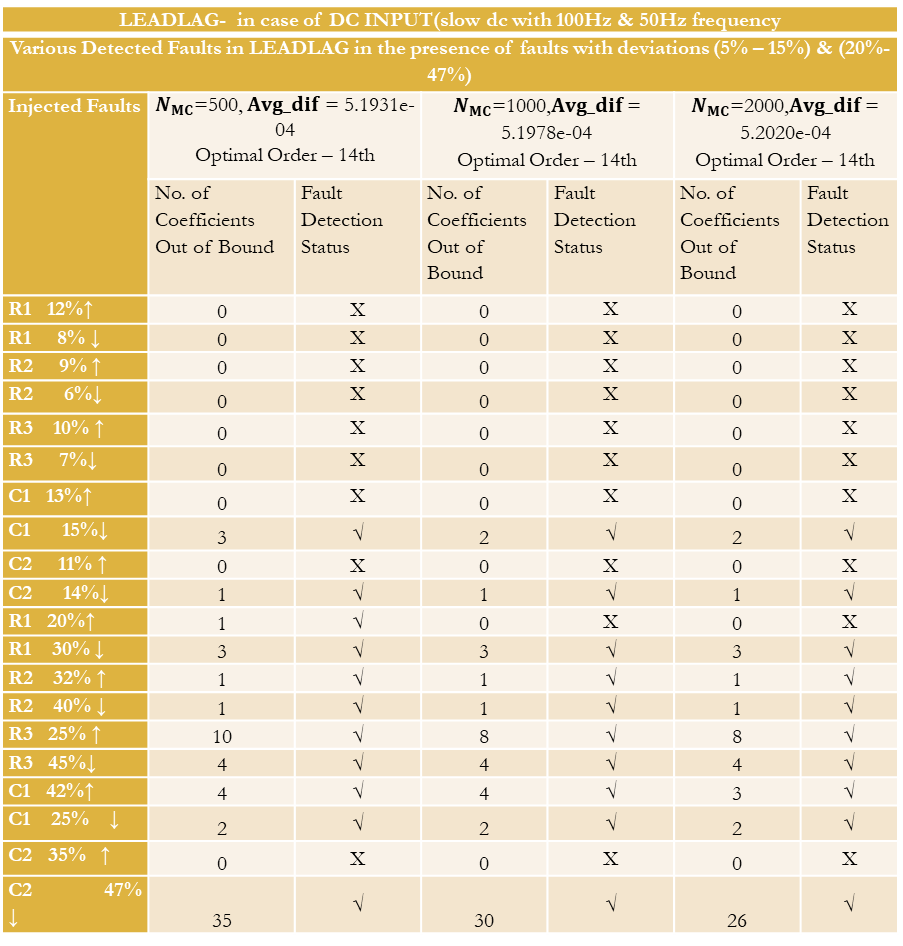 LEADLAG- in case of DC INPUT(slow dc with 100Hz & 50Hz frequency
Various Detected Faults in LEADLAG in the presence of faults with deviations (5% – 15%) & (20%-
47%)
Injected Faults
N_MC=500, Avg_dif = 5.1931e-
04
Optimal Order – 14th
N_MC=1000,Avg_dif =
5.1978e-04
Optimal Order – 14th
N_MC=2000,Avg_dif =
5.2020e-04
Optimal Order – 14th
No. of
Coefficients
Out of Bound
Fault
Detection
Status
No. of
Coefficients
Out of
Bound
Fault
Detection
Status
No. of
Coefficients
Out of
Bound
Fault
Detection
Status
R1 12%↑ 0 X 0 X 0 X
R1 8% ↓ 0 X 0 X 0 X
R2 9% ↑ 0 X 0 X 0 X
R2 6%↓ 0 X 0 X 0 X
R3 10% ↑ 0 X 0 X 0 X
R3 7%↓ 0 X 0 X 0 X
C1 13%↑ 0 X 0 X 0 X
C1 15%↓ 3 √ 2 √ 2 √
C2 11% ↑ 0 X 0 X 0 X
C2 14%↓ 1 √ 1 √ 1 √
R1 20%↑ 1 √ 0 X 0 X
R1 30% ↓ 3 √ 3 √ 3 √
R2 32% ↑ 1 √ 1 √ 1 √
R2 40% ↓ 1 √ 1 √ 1 √
R3 25% ↑ 10 √ 8 √ 8 √
R3 45%↓ 4 √ 4 √ 4 √
C1 42%↑ 4 √ 4 √ 3 √
C1 25% ↓ 2 √ 2 √ 2 √
C2 35% ↑ 0 X 0 X 0 X
C2 47%
↓ 35 √ 30 √ 26 √